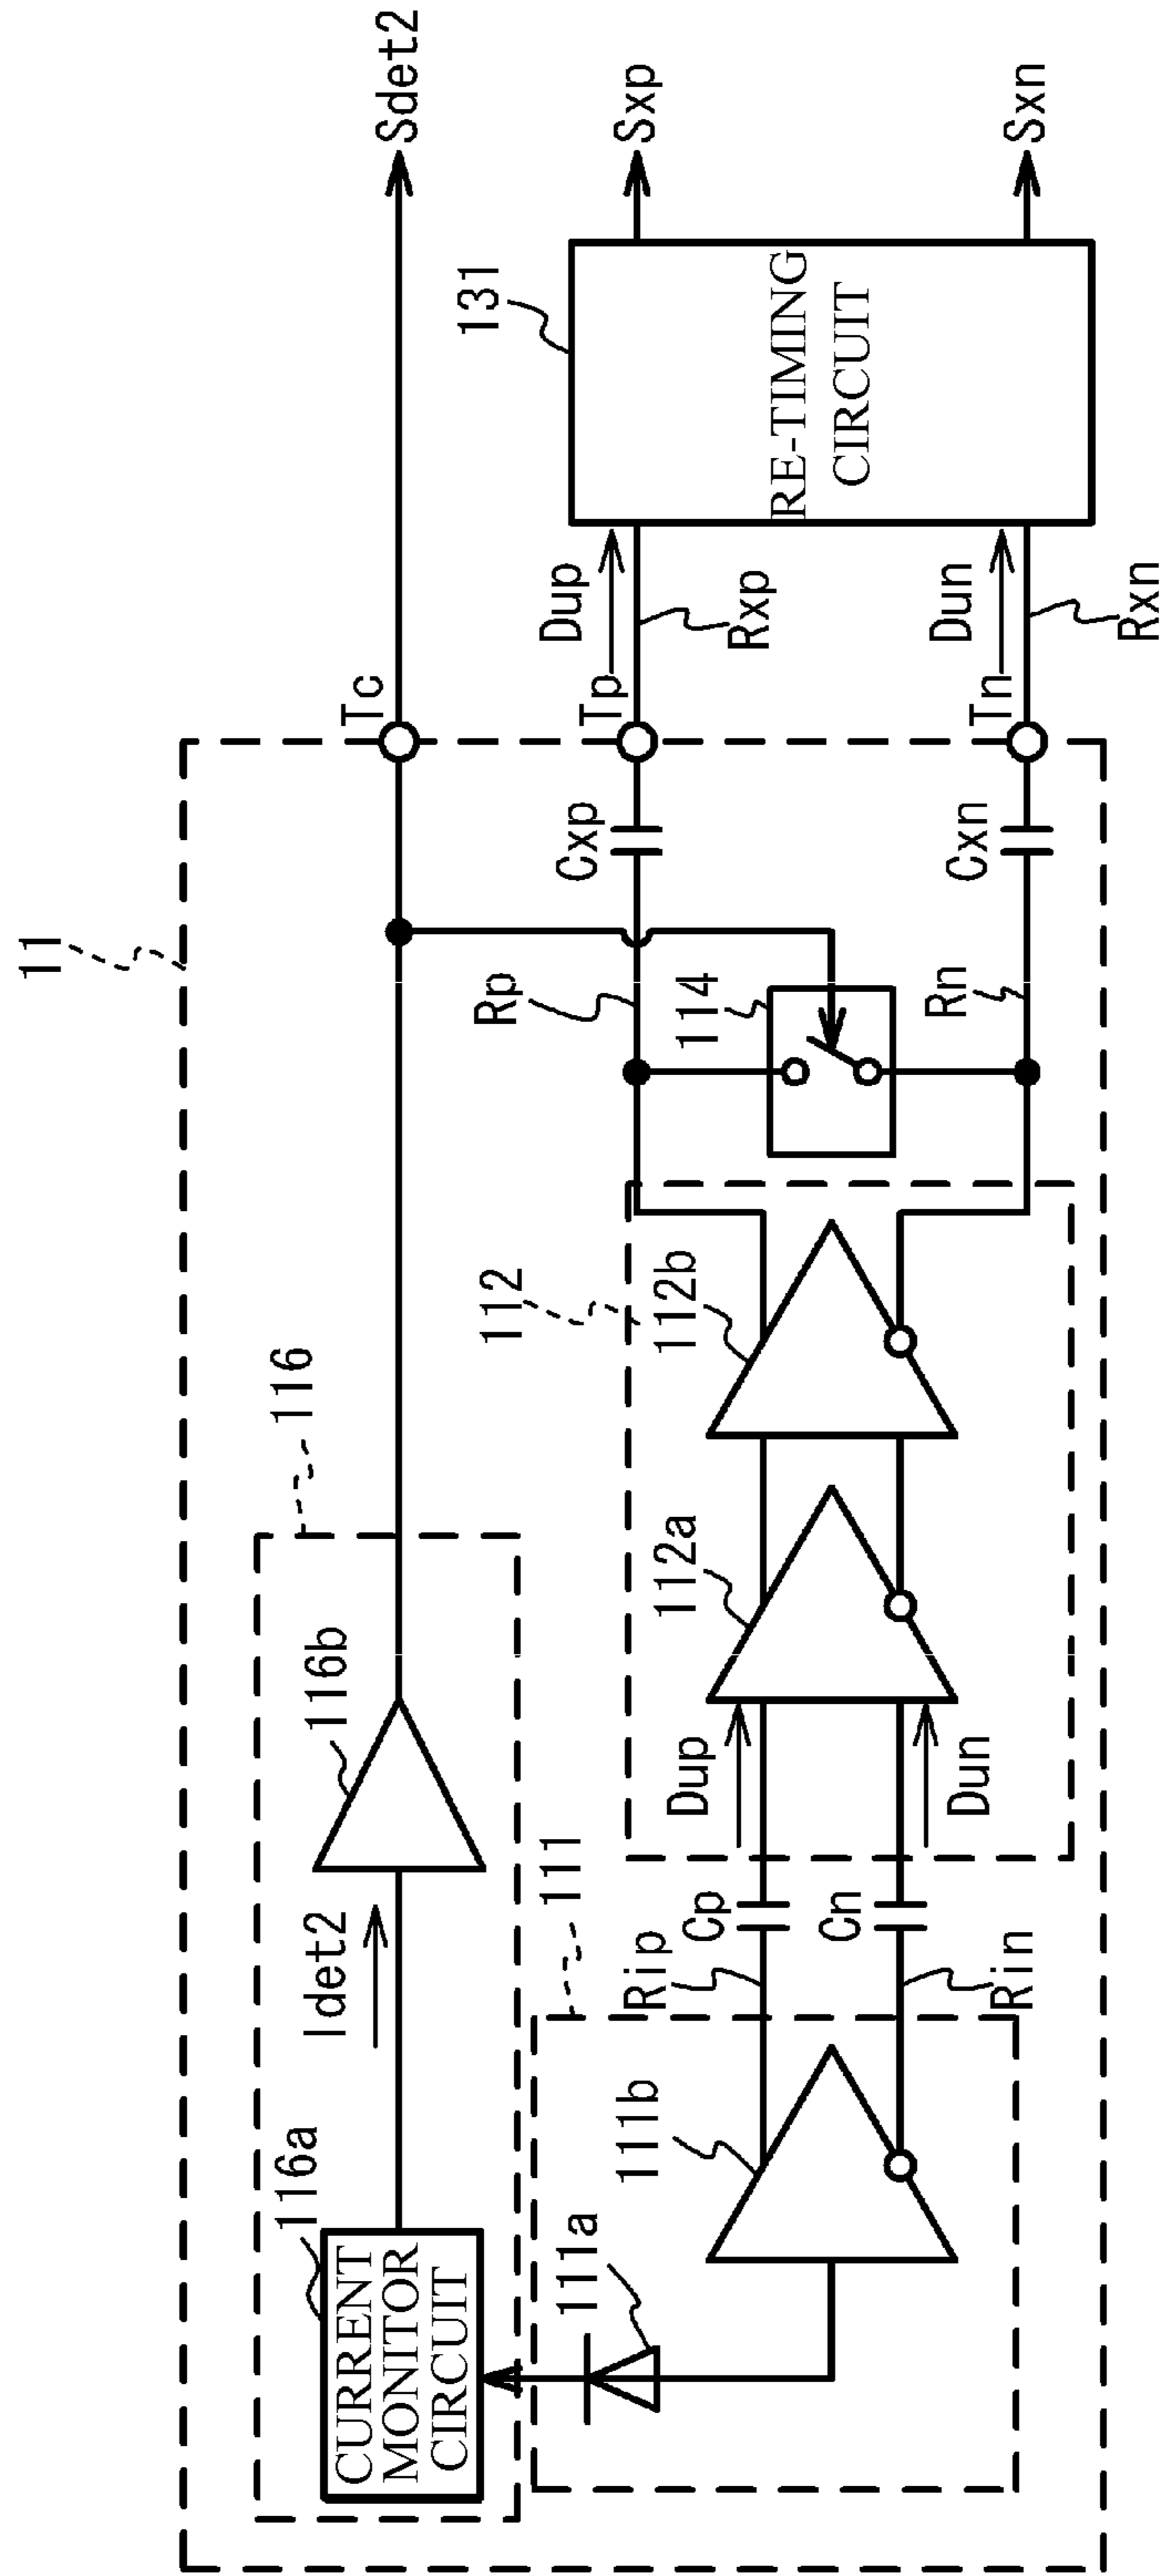 11
116
116a
CURRENT
MONITOR
CIRCUIT
Idet2
116b
Tc
Sdet2
111
111a
111b
Rip
Cp
Rin
Cn
112
Dup
Dun
112a
112b
Rp
114
Rn
Cxp
Cxn
Tp
Tn
Dup
Rxp
Dun
Rxn
131
RE-TIMING
CIRCUIT
Sxp
Sxn